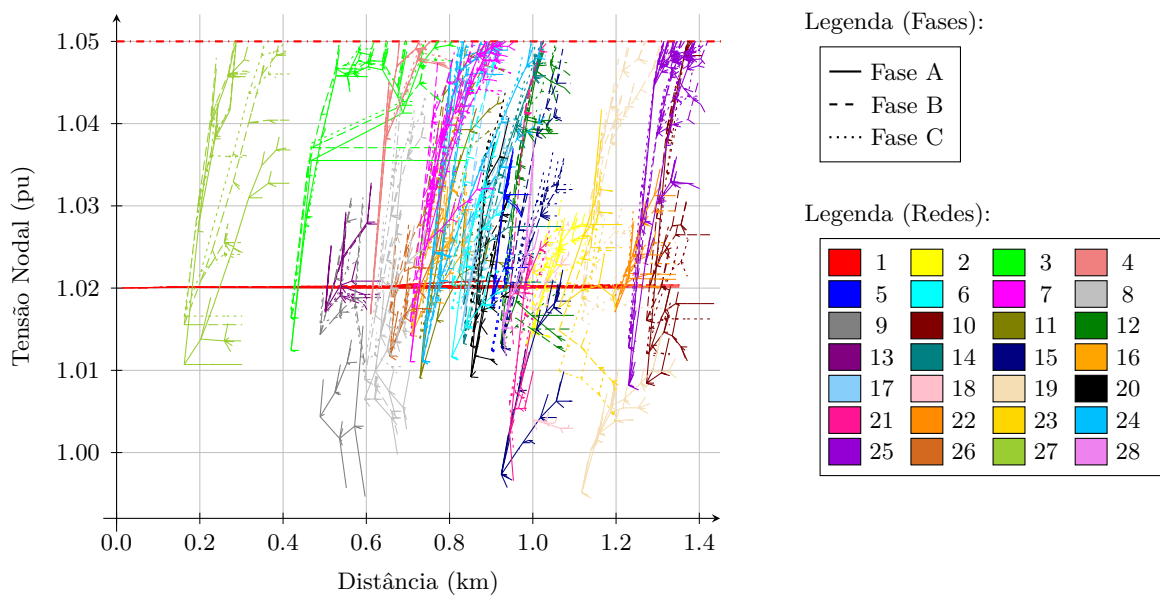 1.05
1.04
1.03
1.02
1.01
1.00
Tensão Nodal (pu)
0.0 0.2 0.4 0.6 0.8 1.0 1.2 1.4
Distância (km)
Legenda (Fases):
Fase A
Fase B
Fase C
Legenda (Redes):
1 2 3 4
5 6 7 8
9 10 11 12
13 14 15 16
17 18 19 20
21 22 23 24
25 26 27 28